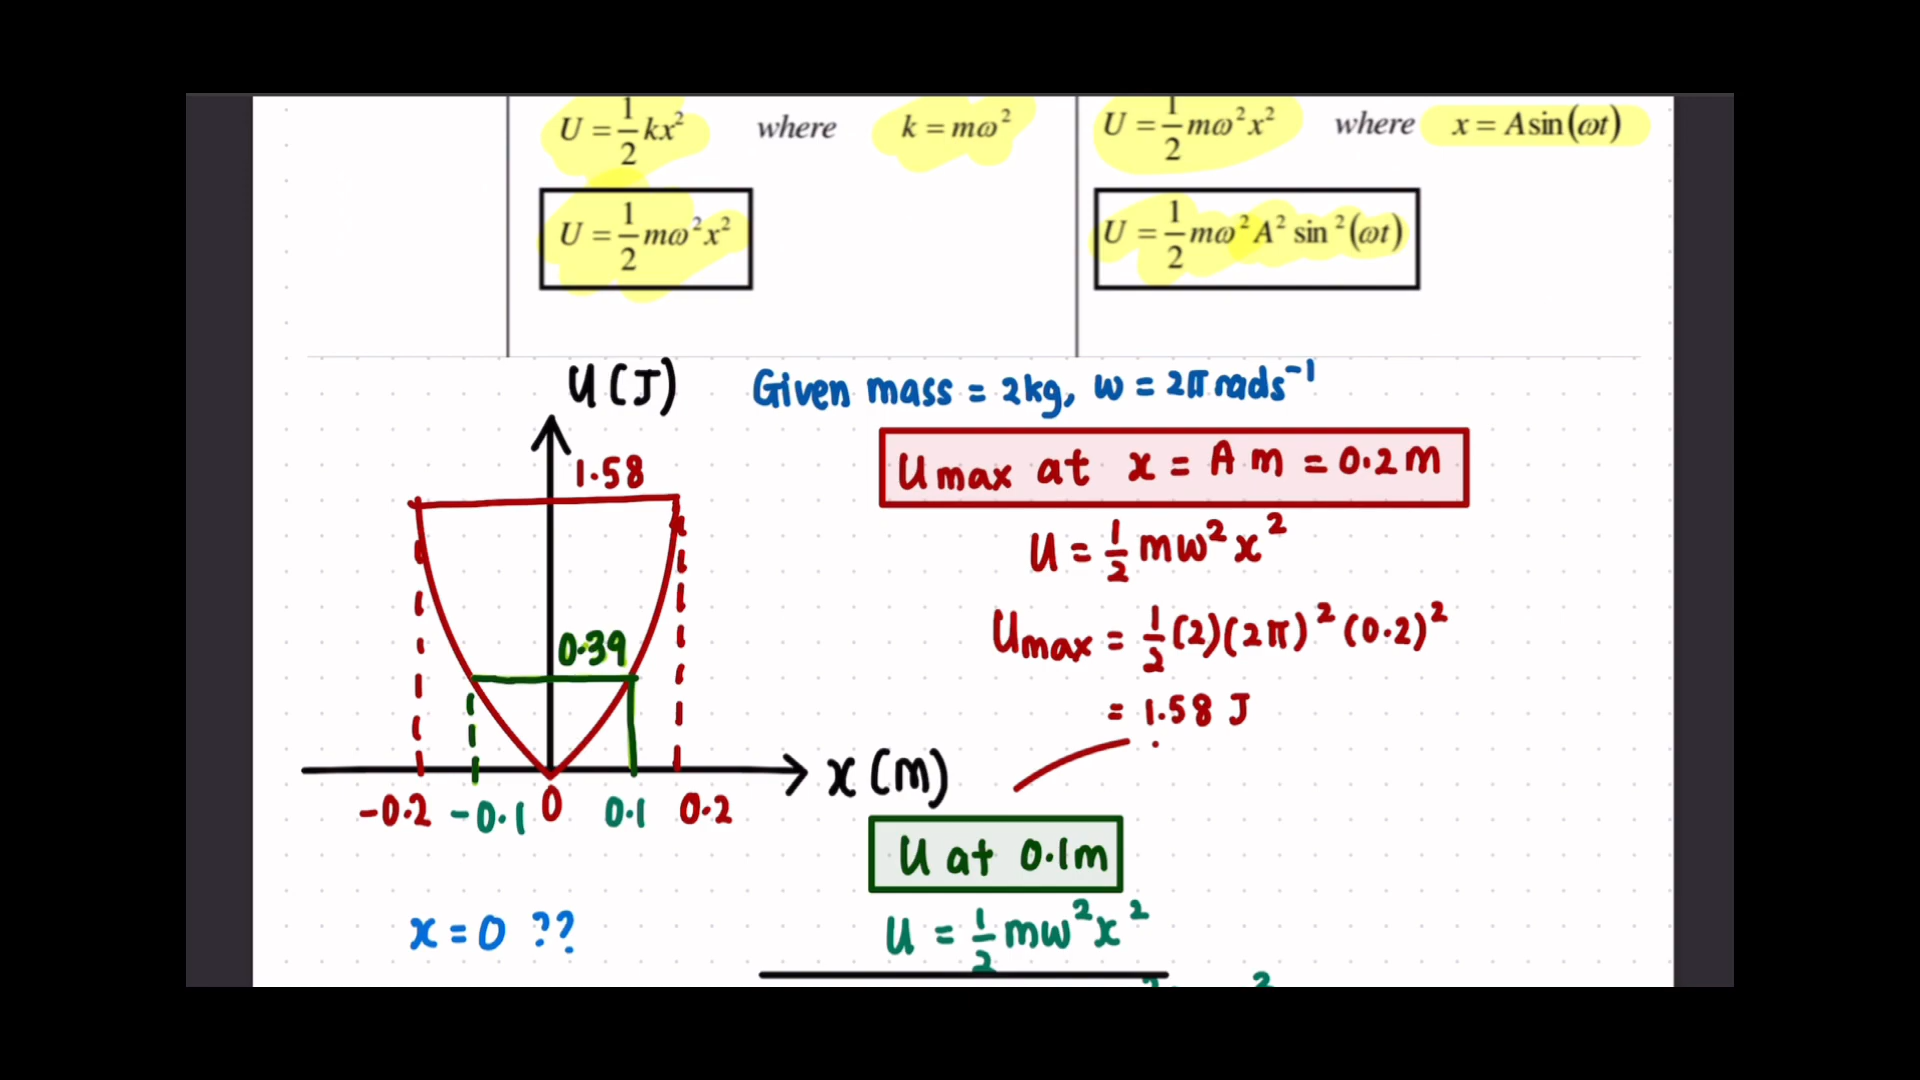 U = 1/2 kx² where k = mω²
U = 1/2 mω²x² where x = A sin(ωt)
U = 1/2 mω²x²
U = 1/2 mω²A² sin²(ωt)
U(J)
Given mass = 2kg, ω = 2π rads⁻¹
1.58
0.39
-0.2 -0.1 0 0.1 0.2
x(m)
x = 0 ??
Umax at x = A m = 0.2 m
U = 1/2 mω²x²
Umax = 1/2 (2)(2π)²(0.2)²
= 1.58 J
U at 0.1m
U = 1/2 mω²x²